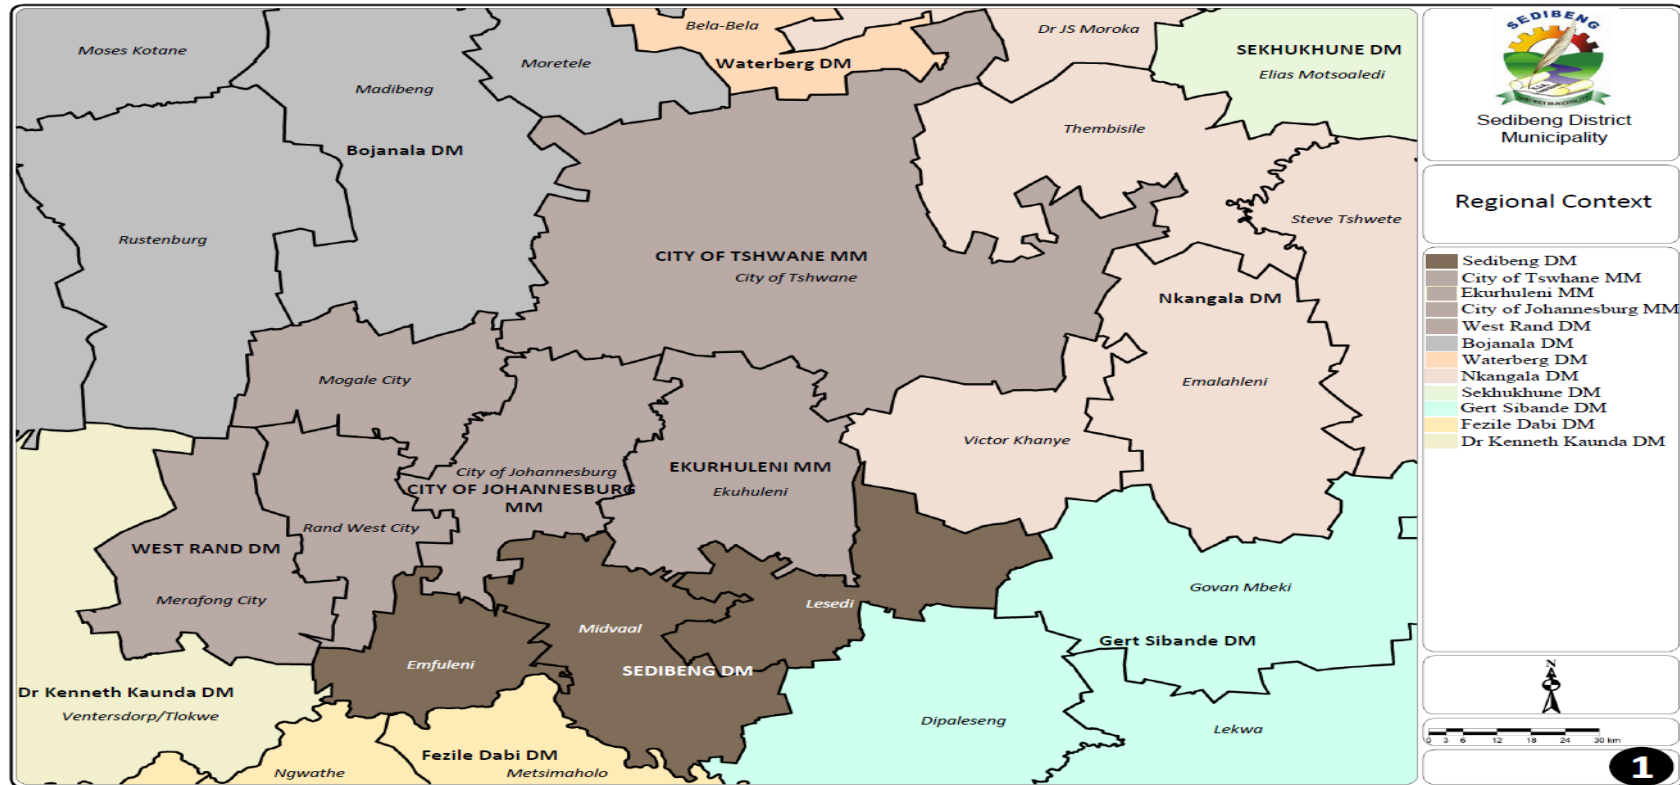 Moses Kotane
Madibeng
Moretele
Bela-Bela
Waterberg DM
Dr JS Moroka
SEKHUKHUNE DM
Elias Motsoaledi
Bojanala DM
Thembisile
Rustenburg
Steve Tshwete
CITY OF TSHWANE MM
City of Tshwane
Nkangala DM
Mogale City
Emalahleni
Victor Khanye
City of Johannesburg
CITY OF JOHANNESBURG
MM
EKURHULENI MM
Ekuhuleni
Rand West City
WEST RAND DM
Merafong City
Lesedi
Midvaal
Emfuleni
SEDIBENG DM
Govan Mbeki
Gert Sibande DM
Dr Kenneth Kaunda DM
Ventersdorp/Tlokwe
Dipaleseng
Lekwa
Fezile Dabi DM
Ngwathe
Metsimaholo
SEDIBENG
Sedibeng District
Municipality
Regional Context
Sedibeng DM
City of Tswhane MM
Ekurhuleni MM
City of Johannesburg MM
West Rand DM
Bojanala DM
Waterberg DM
Nkangala DM
Sekhukhune DM
Gert Sibande DM
Fezile Dabi DM
Dr Kenneth Kaunda DM
N
0 3 6 12 18 24 30 km
1